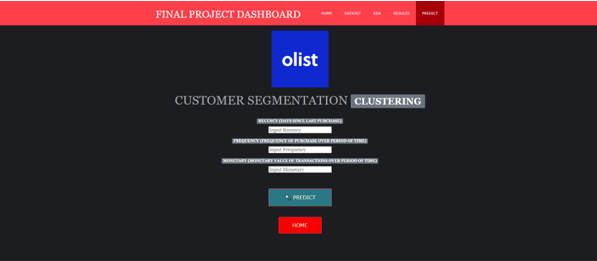 FINAL PROJECT DASHBOARD HOME DATASET EDA RESULTS PREDICT
olist
CUSTOMER SEGMENTATION CLUSTERING
RECENCY (DAYS SINCE LAST PURCHASE)
Input Recency
FREQUENCY (FREQUENCY OF PURCHASE OVER PERIOD OF TIME)
Input Frequency
MONETARY (MONETARY VALUE OF TRANSACTIONS OVER PERIOD OF TIME)
Input Monetary
PREDICT
HOME